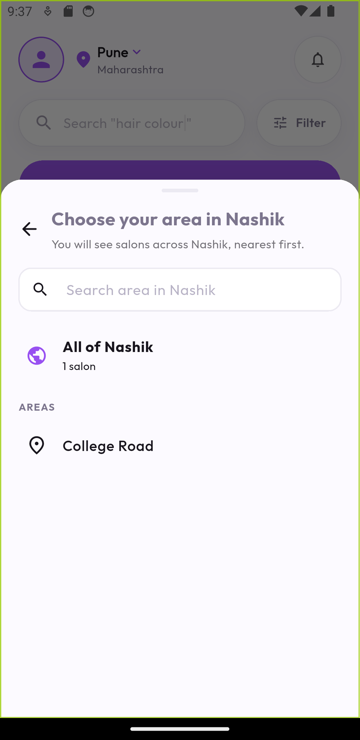 9:37
Pune
Maharashtra
Search "hair colour"
Filter
Choose your area in Nashik
You will see salons across Nashik, nearest first.
Search area in Nashik
All of Nashik
1 salon
AREAS
College Road